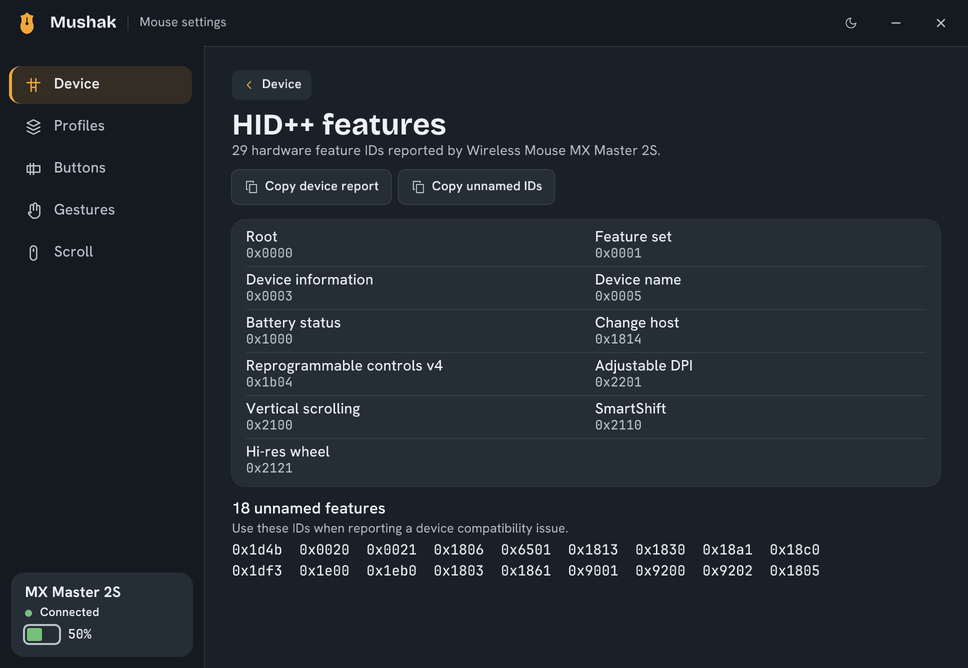 Mushak | Mouse settings
Device
Profiles
Buttons
Gestures
Scroll
MX Master 2S
Connected
50%
Device
HID++ features
29 hardware feature IDs reported by Wireless Mouse MX Master 2S.
Copy device report Copy unnamed IDs
Root Feature set
0x0000 0x0001
Device information Device name
0x0003 0x0005
Battery status Change host
0x1000 0x1814
Reprogrammable controls v4 Adjustable DPI
0x1b04 0x2201
Vertical scrolling SmartShift
0x2100 0x2110
Hi-res wheel
0x2121
18 unnamed features
Use these IDs when reporting a device compatibility issue.
0x1d4b 0x0020 0x0021 0x1806 0x6501 0x1813 0x1830 0x18a1 0x18c0
0x1df3 0x1e00 0x1eb0 0x1803 0x1861 0x9001 0x9200 0x9202 0x1805